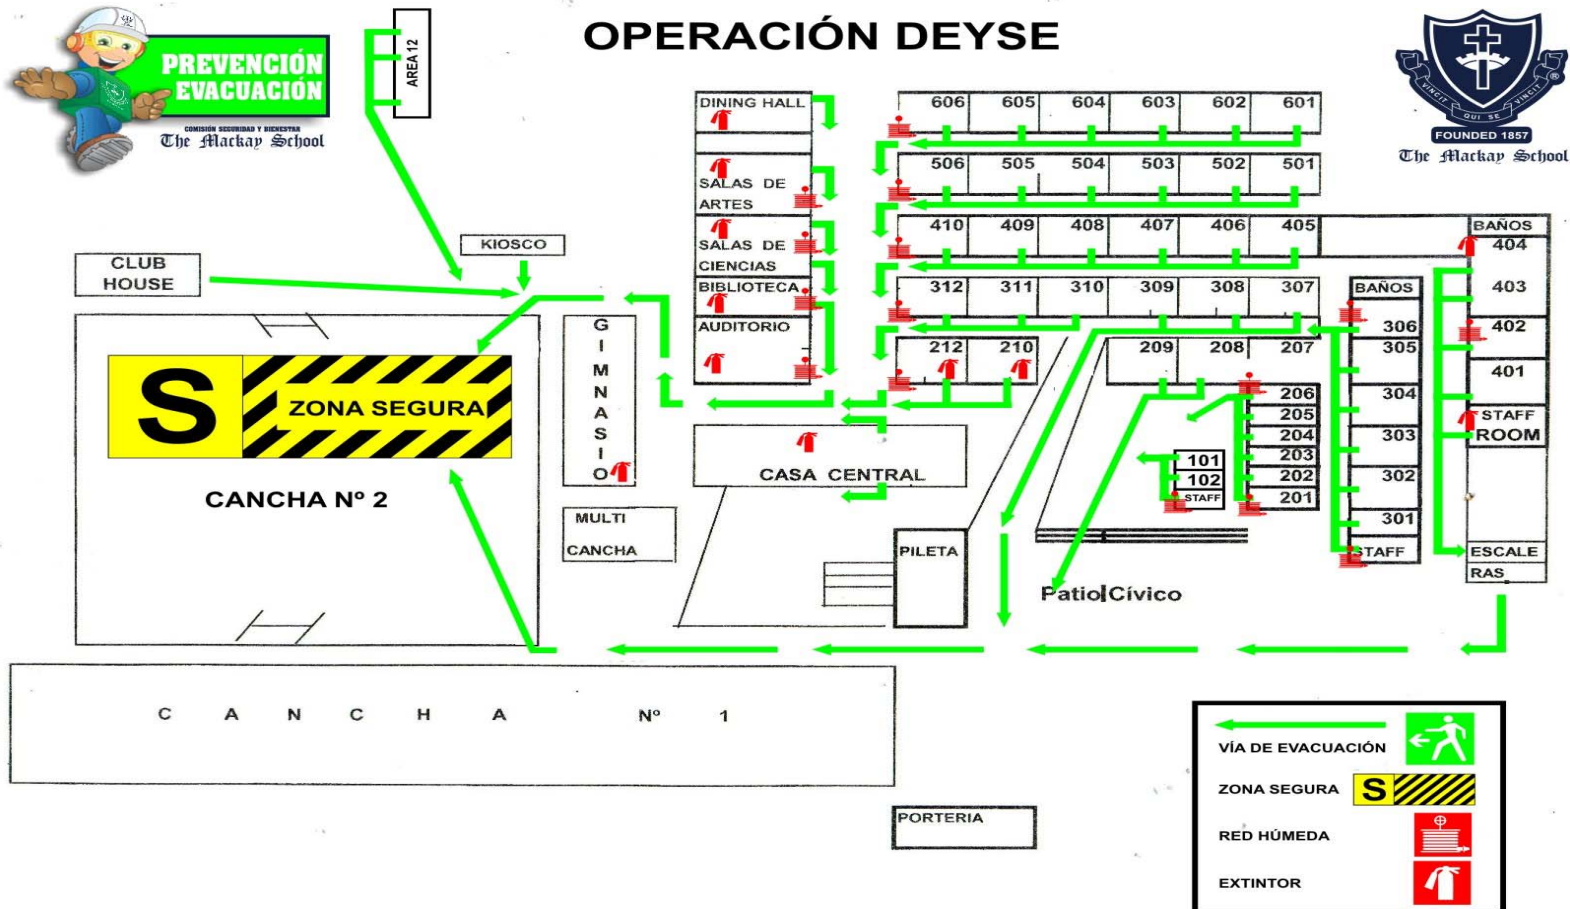 OPERACIÓN DEYSE
PREVENCIÓN
EVACUACIÓN
COMISIÓN SEGURIDAD Y BIENESTAR
The Mackay School
AREA 12
VINCIT QUI SE VINCIT
®
FOUNDED 1857
The Mackay School
DINING HALL
606 605 604 603 602 601
SALAS DE
ARTES
506 505 504 503 502 501
SALAS DE
CIENCIAS
410 409 408 407 406 405
BAÑOS
404
403
402
401
STAFF
ROOM
ESCALE
RAS
KIOSCO
CLUB
HOUSE
BIBLIOTECA
312 311 310 309 308 307
BAÑOS
306
305
304
303
302
301
STAFF
AUDITORIO
212 210 209 208 207
206
205
204
203
202
201
101
102
STAFF
GIMNASIO
S ZONA SEGURA
CANCHA Nº 2
CASA CENTRAL
MULTI
CANCHA
PILETA
Patio Cívico
CANCHA Nº 1
PORTERIA
VÍA DE EVACUACIÓN
ZONA SEGURA S
RED HÚMEDA
EXTINTOR